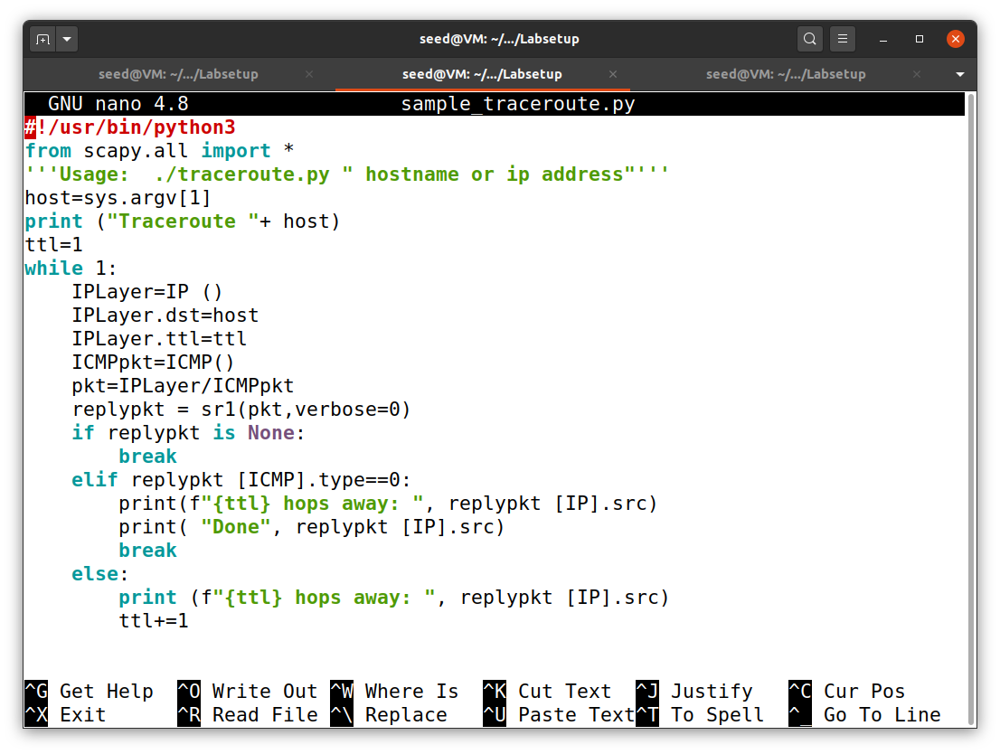 seed@VM: ~/.../Labsetup
seed@VM: ~/.../Labsetup seed@VM: ~/.../Labsetup seed@VM: ~/.../Labsetup
GNU nano 4.8 sample_traceroute.py
#!/usr/bin/python3
from scapy.all import *
'''Usage:  ./traceroute.py " hostname or ip address"'''
host=sys.argv[1]
print ("Traceroute "+ host)
ttl=1
while 1:
    IPLayer=IP ()
    IPLayer.dst=host
    IPLayer.ttl=ttl
    ICMPpkt=ICMP()
    pkt=IPLayer/ICMPpkt
    replypkt = sr1(pkt,verbose=0)
    if replypkt is None:
        break
    elif replypkt [ICMP].type==0:
        print(f"{ttl} hops away: ", replypkt [IP].src)
        print( "Done", replypkt [IP].src)
        break
    else:
        print (f"{ttl} hops away: ", replypkt [IP].src)
        ttl+=1
^G Get Help ^O Write Out ^W Where Is ^K Cut Text ^J Justify ^C Cur Pos
^X Exit ^R Read File ^\ Replace ^U Paste Text ^T To Spell ^_ Go To Line